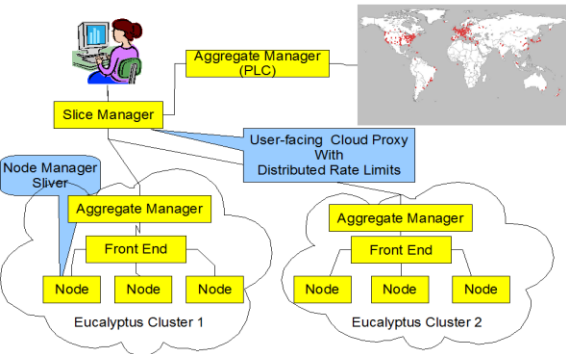 Aggregate Manager
(PLC)
Slice Manager
User-facing Cloud Proxy
With
Distributed Rate Limits
Node Manager
Sliver
Aggregate Manager
Front End
Node
Node
Node
Eucalyptus Cluster 1
Aggregate Manager
Front End
Node
Node
Node
Eucalyptus Cluster 2